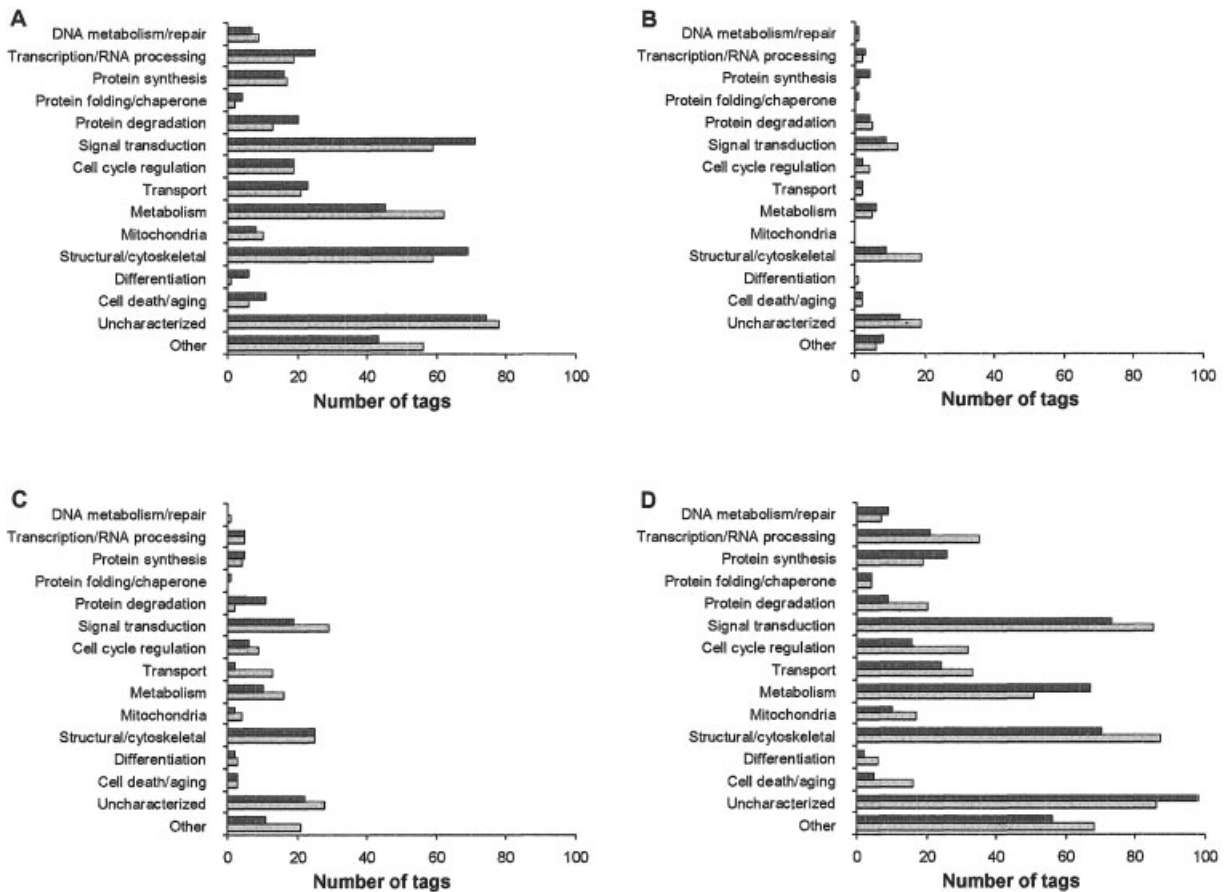 A
DNA metabolism/repair
Transcription/RNA processing
Protein synthesis
Protein folding/chaperone
Protein degradation
Signal transduction
Cell cycle regulation
Transport
Metabolism
Mitochondria
Structural/cytoskeletal
Differentiation
Cell death/aging
Uncharacterized
Other
0 20 40 60 80 100
Number of tags
B
DNA metabolism/repair
Transcription/RNA processing
Protein synthesis
Protein folding/chaperone
Protein degradation
Signal transduction
Cell cycle regulation
Transport
Metabolism
Mitochondria
Structural/cytoskeletal
Differentiation
Cell death/aging
Uncharacterized
Other
0 20 40 60 80 100
Number of tags
C
DNA metabolism/repair
Transcription/RNA processing
Protein synthesis
Protein folding/chaperone
Protein degradation
Signal transduction
Cell cycle regulation
Transport
Metabolism
Mitochondria
Structural/cytoskeletal
Differentiation
Cell death/aging
Uncharacterized
Other
0 20 40 60 80 100
Number of tags
D
DNA metabolism/repair
Transcription/RNA processing
Protein synthesis
Protein folding/chaperone
Protein degradation
Signal transduction
Cell cycle regulation
Transport
Metabolism
Mitochondria
Structural/cytoskeletal
Differentiation
Cell death/aging
Uncharacterized
Other
0 20 40 60 80 100
Number of tags